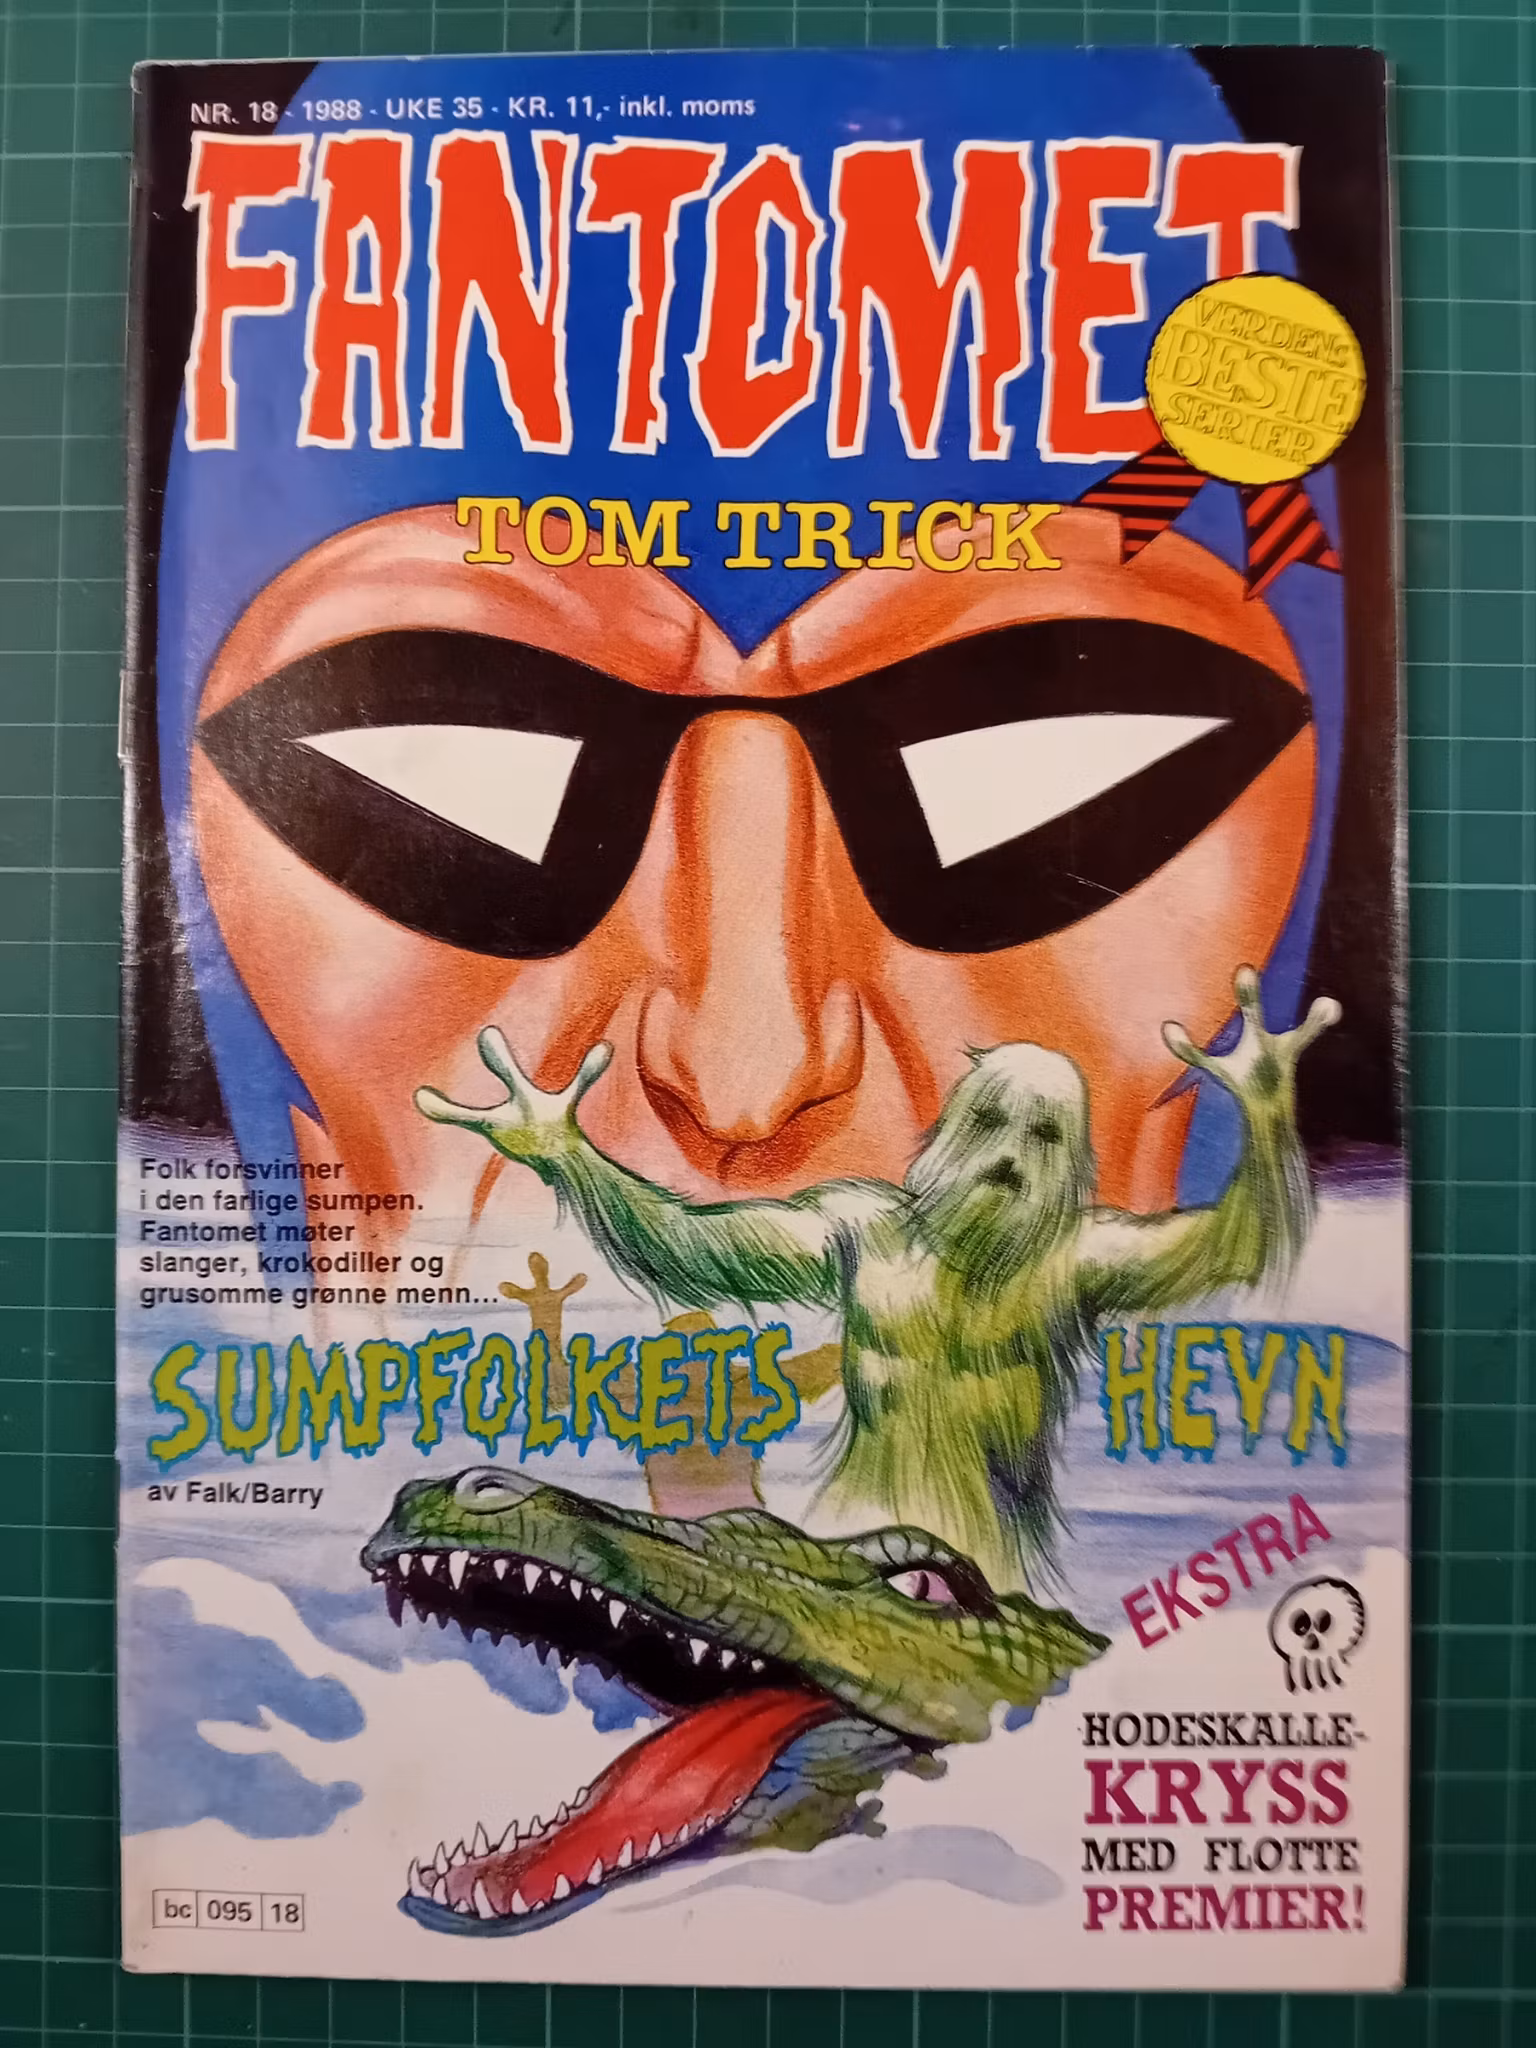 NR. 18 - 1988 - UKE 35 - KR. 11,- inkl. moms
FANTOMET
VERDENS
BESTE
SERIER
TOM TRICK
Folk forsvinner
i den farlige sumpen.
Fantomet møter
slanger, krokodiller og
grusomme grønne menn...
SUMPFOLKETS HEVN
av Falk/Barry
EKSTRA
HODESKALLE-
KRYSS
MED FLOTTE
PREMIER!
bc 095 18